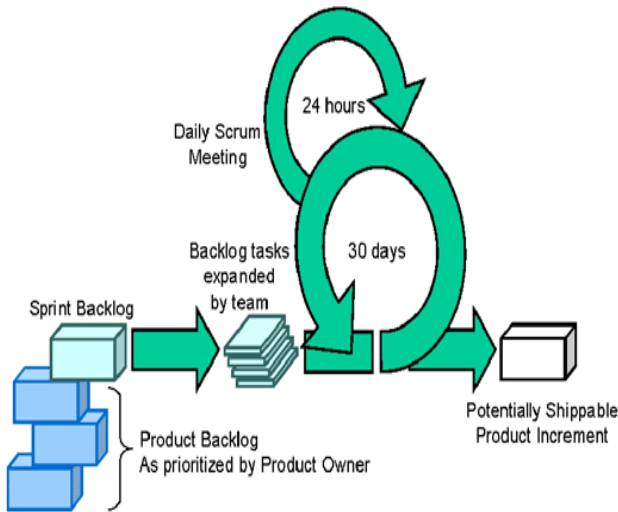 24 hours
Daily Scrum
Meeting
Backlog tasks
expanded
by team
30 days
Sprint Backlog
Potentially Shippable
Product Increment
Product Backlog
As prioritized by Product Owner